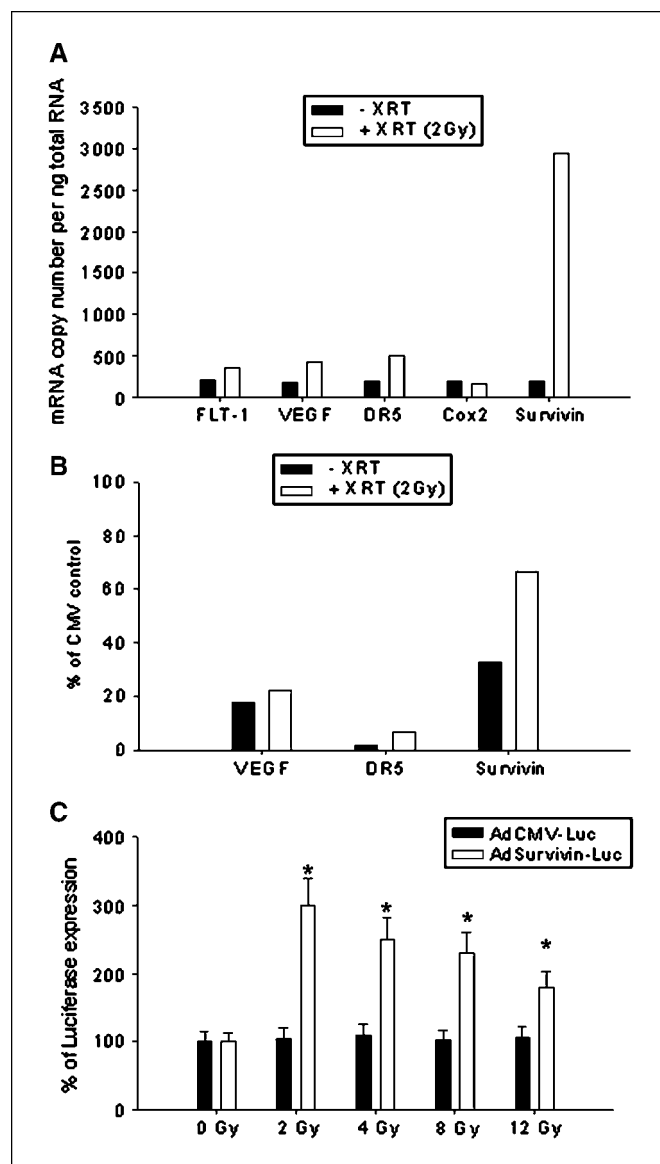 A
mRNA copy number per ng total RNA
3500
3000
2500
2000
1500
1000
500
0
- XRT
+ XRT (2Gy)
FLT-1 VEGF DR5 Cox2 Survivin
B
% of CMV control
100
80
60
40
20
0
- XRT
+ XRT (2Gy)
VEGF DR5 Survivin
C
% of Luciferase expression
400
300
200
100
0
AdCMV-Luc
AdSurvivin-Luc
* * * *
0 Gy 2 Gy 4 Gy 8 Gy 12 Gy